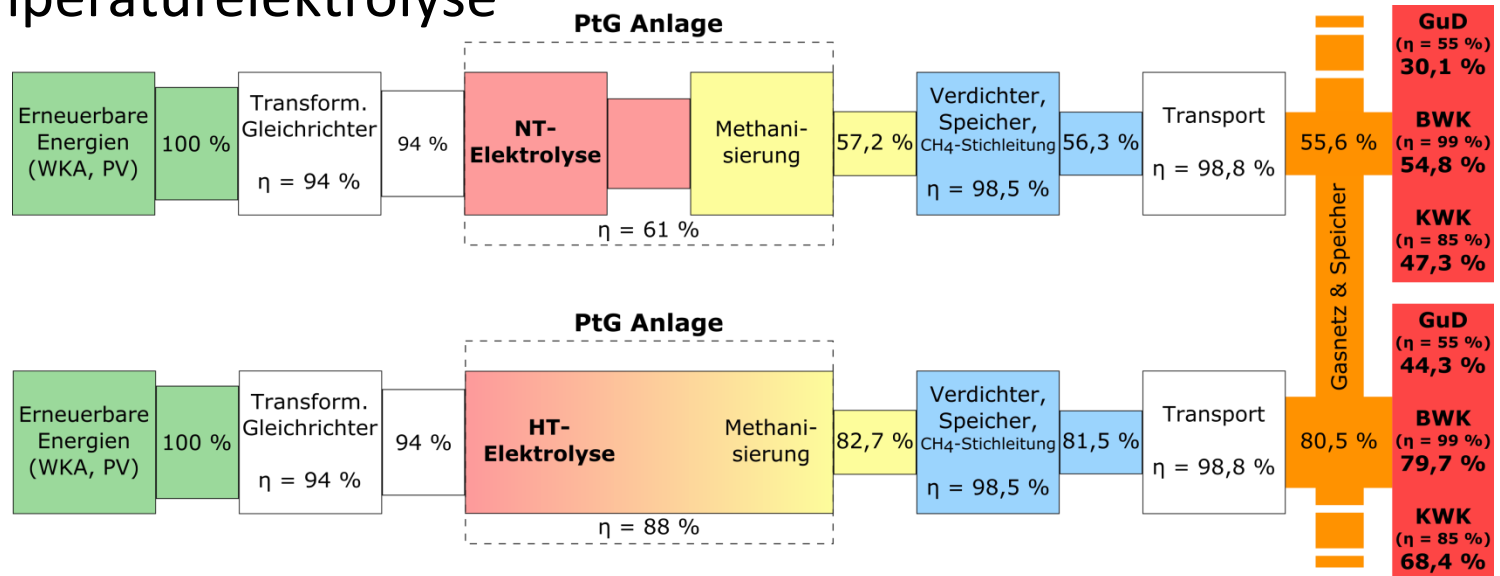 nperaturelektrolyse
PtG Anlage
Erneuerbare
Energien
(WKA, PV)
100 %
Transform.
Gleichrichter
η = 94 %
94 %
NT-
Elektrolyse
Methani-
sierung
η = 61 %
57,2 %
Verdichter,
Speicher,
CH4-Stichleitung
η = 98,5 %
56,3 %
Transport
η = 98,8 %
55,6 %
GuD
(η = 55 %)
30,1 %
BWK
(η = 99 %)
54,8 %
KWK
(η = 85 %)
47,3 %
Gasnetz & Speicher
PtG Anlage
Erneuerbare
Energien
(WKA, PV)
100 %
Transform.
Gleichrichter
η = 94 %
94 %
HT-
Elektrolyse
Methani-
sierung
η = 88 %
82,7 %
Verdichter,
Speicher,
CH4-Stichleitung
η = 98,5 %
81,5 %
Transport
η = 98,8 %
80,5 %
GuD
(η = 55 %)
44,3 %
BWK
(η = 99 %)
79,7 %
KWK
(η = 85 %)
68,4 %